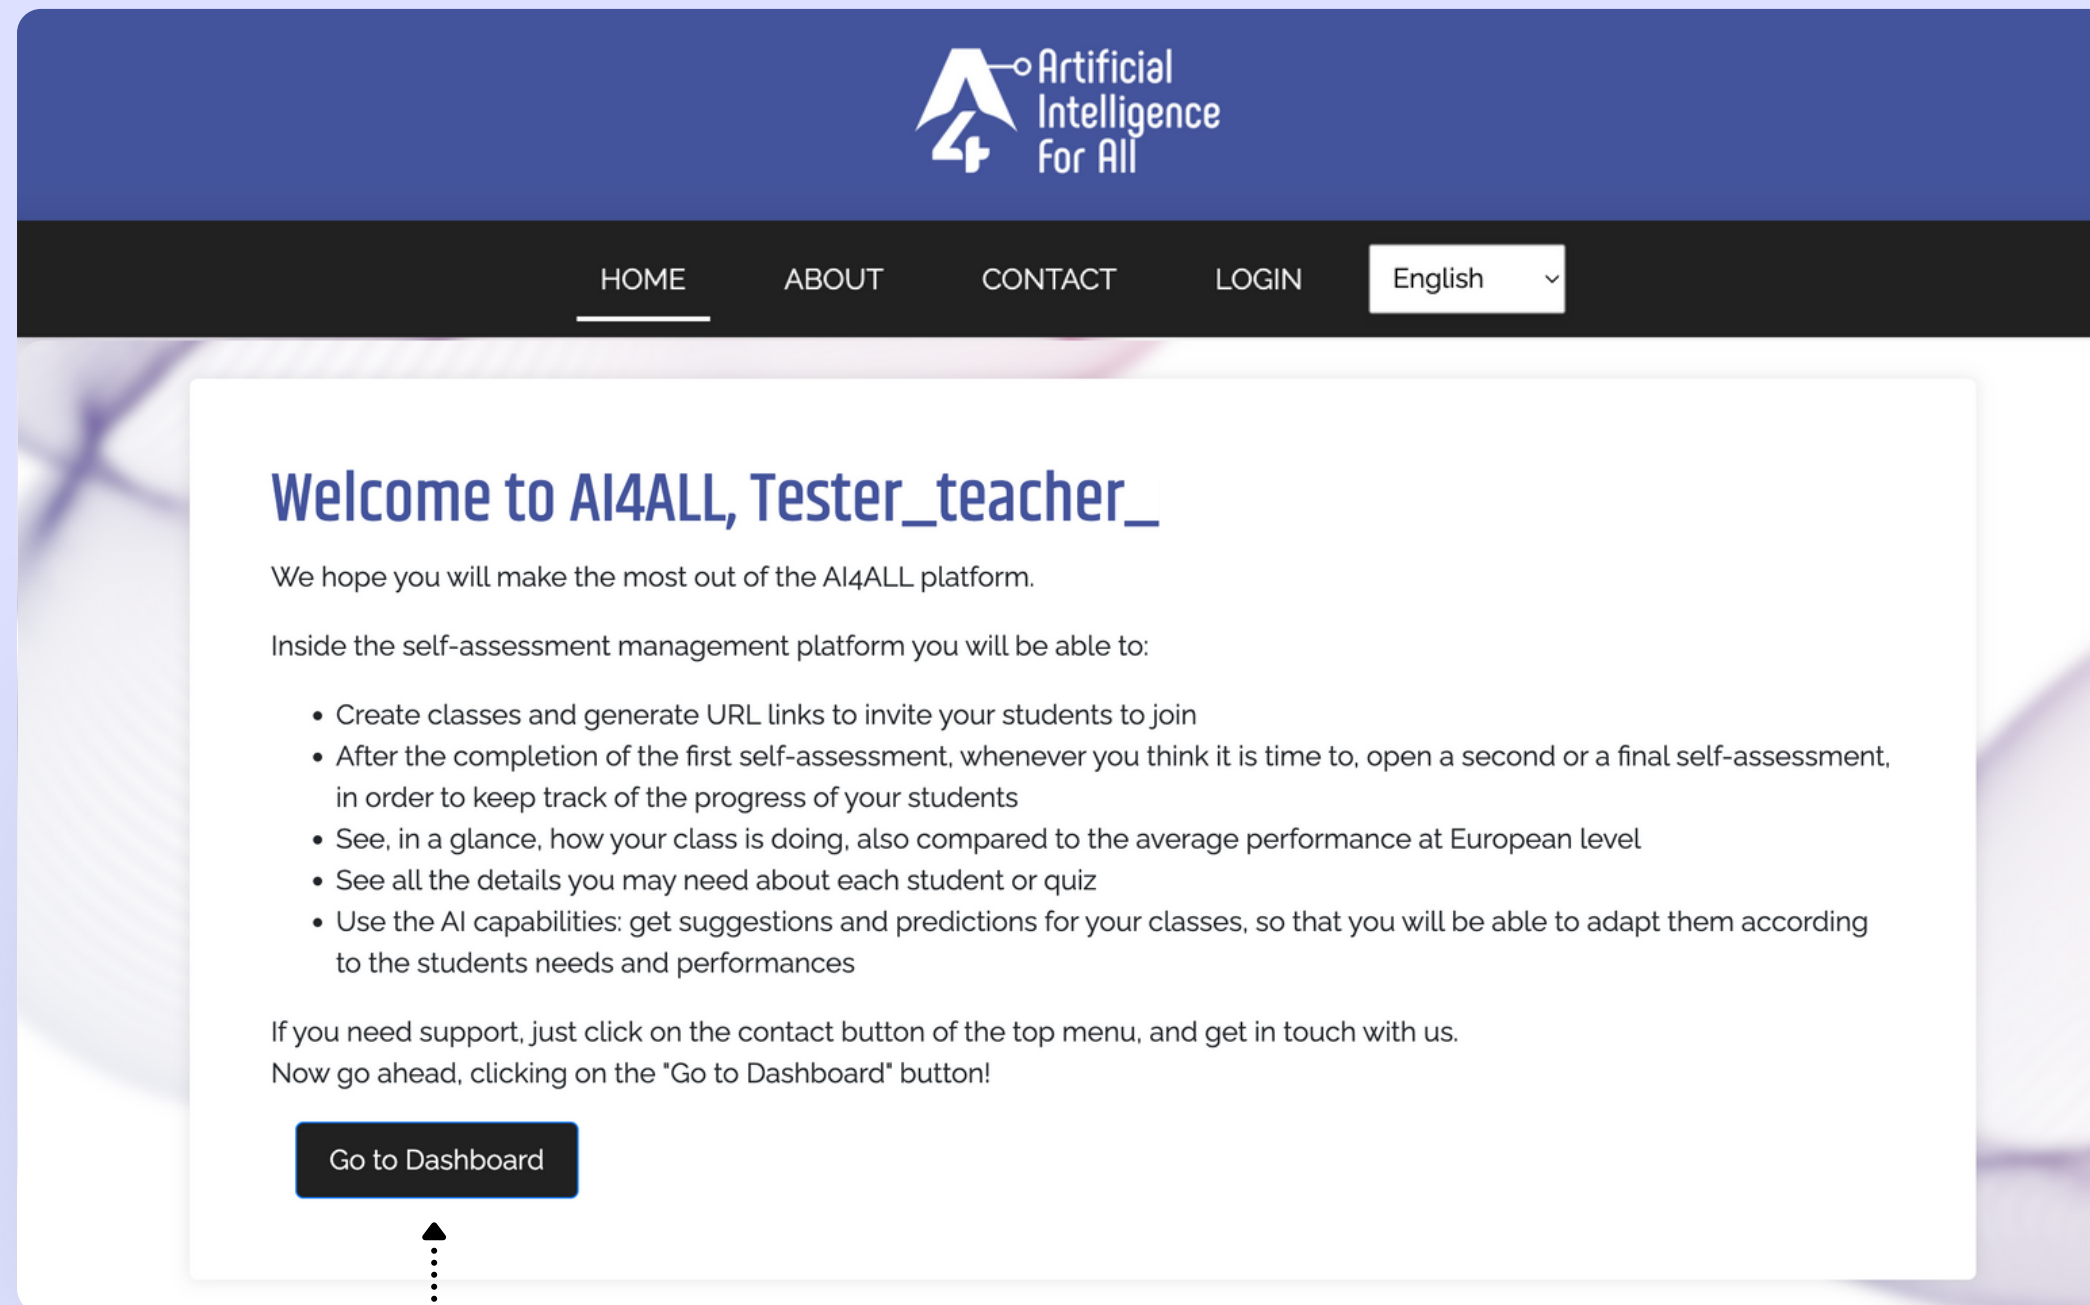 Artificial
Intelligence
For All
HOME ABOUT CONTACT LOGIN English
Welcome to AI4ALL, Tester_teacher_
We hope you will make the most out of the AI4ALL platform.
Inside the self-assessment management platform you will be able to:
• Create classes and generate URL links to invite your students to join
• After the completion of the first self-assessment, whenever you think it is time to, open a second or a final self-assessment,
in order to keep track of the progress of your students
• See, in a glance, how your class is doing, also compared to the average performance at European level
• See all the details you may need about each student or quiz
• Use the AI capabilities: get suggestions and predictions for your classes, so that you will be able to adapt them according
to the students needs and performances
If you need support, just click on the contact button of the top menu, and get in touch with us.
Now go ahead, clicking on the "Go to Dashboard" button!
Go to Dashboard